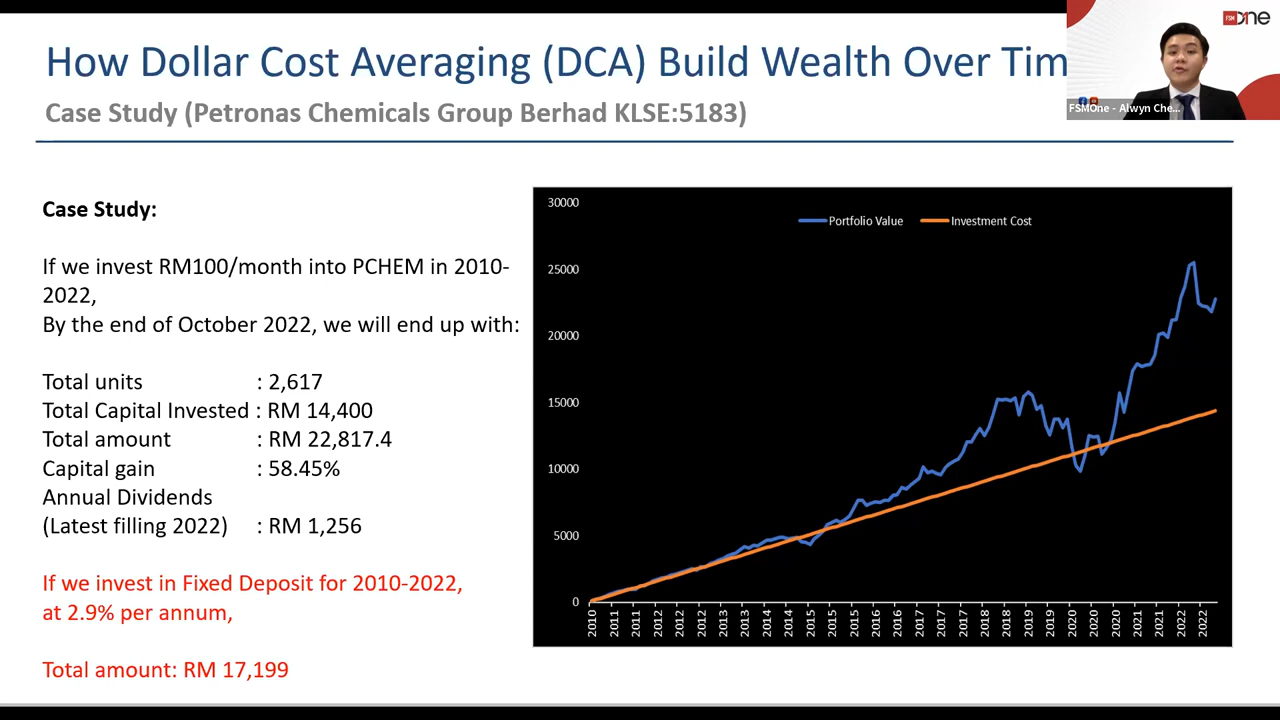 How Dollar Cost Averaging (DCA) Build Wealth Over Tim
Case Study (Petronas Chemicals Group Berhad KLSE:5183)
FSM One
FSMOne - Alwyn Che...
Case Study:
If we invest RM100/month into PCHEM in 2010-
2022,
By the end of October 2022, we will end up with:
Total units : 2,617
Total Capital Invested : RM 14,400
Total amount : RM 22,817.4
Capital gain : 58.45%
Annual Dividends
(Latest filling 2022) : RM 1,256
If we invest in Fixed Deposit for 2010-2022,
at 2.9% per annum,
Total amount: RM 17,199
Portfolio Value Investment Cost
30000
25000
20000
15000
10000
5000
0
2010 2011 2011 2012 2012 2012 2013 2013 2014 2014 2015 2015 2015 2016 2016 2017 2017 2018 2018 2018 2019 2019 2020 2020 2020 2021 2021 2022 2022